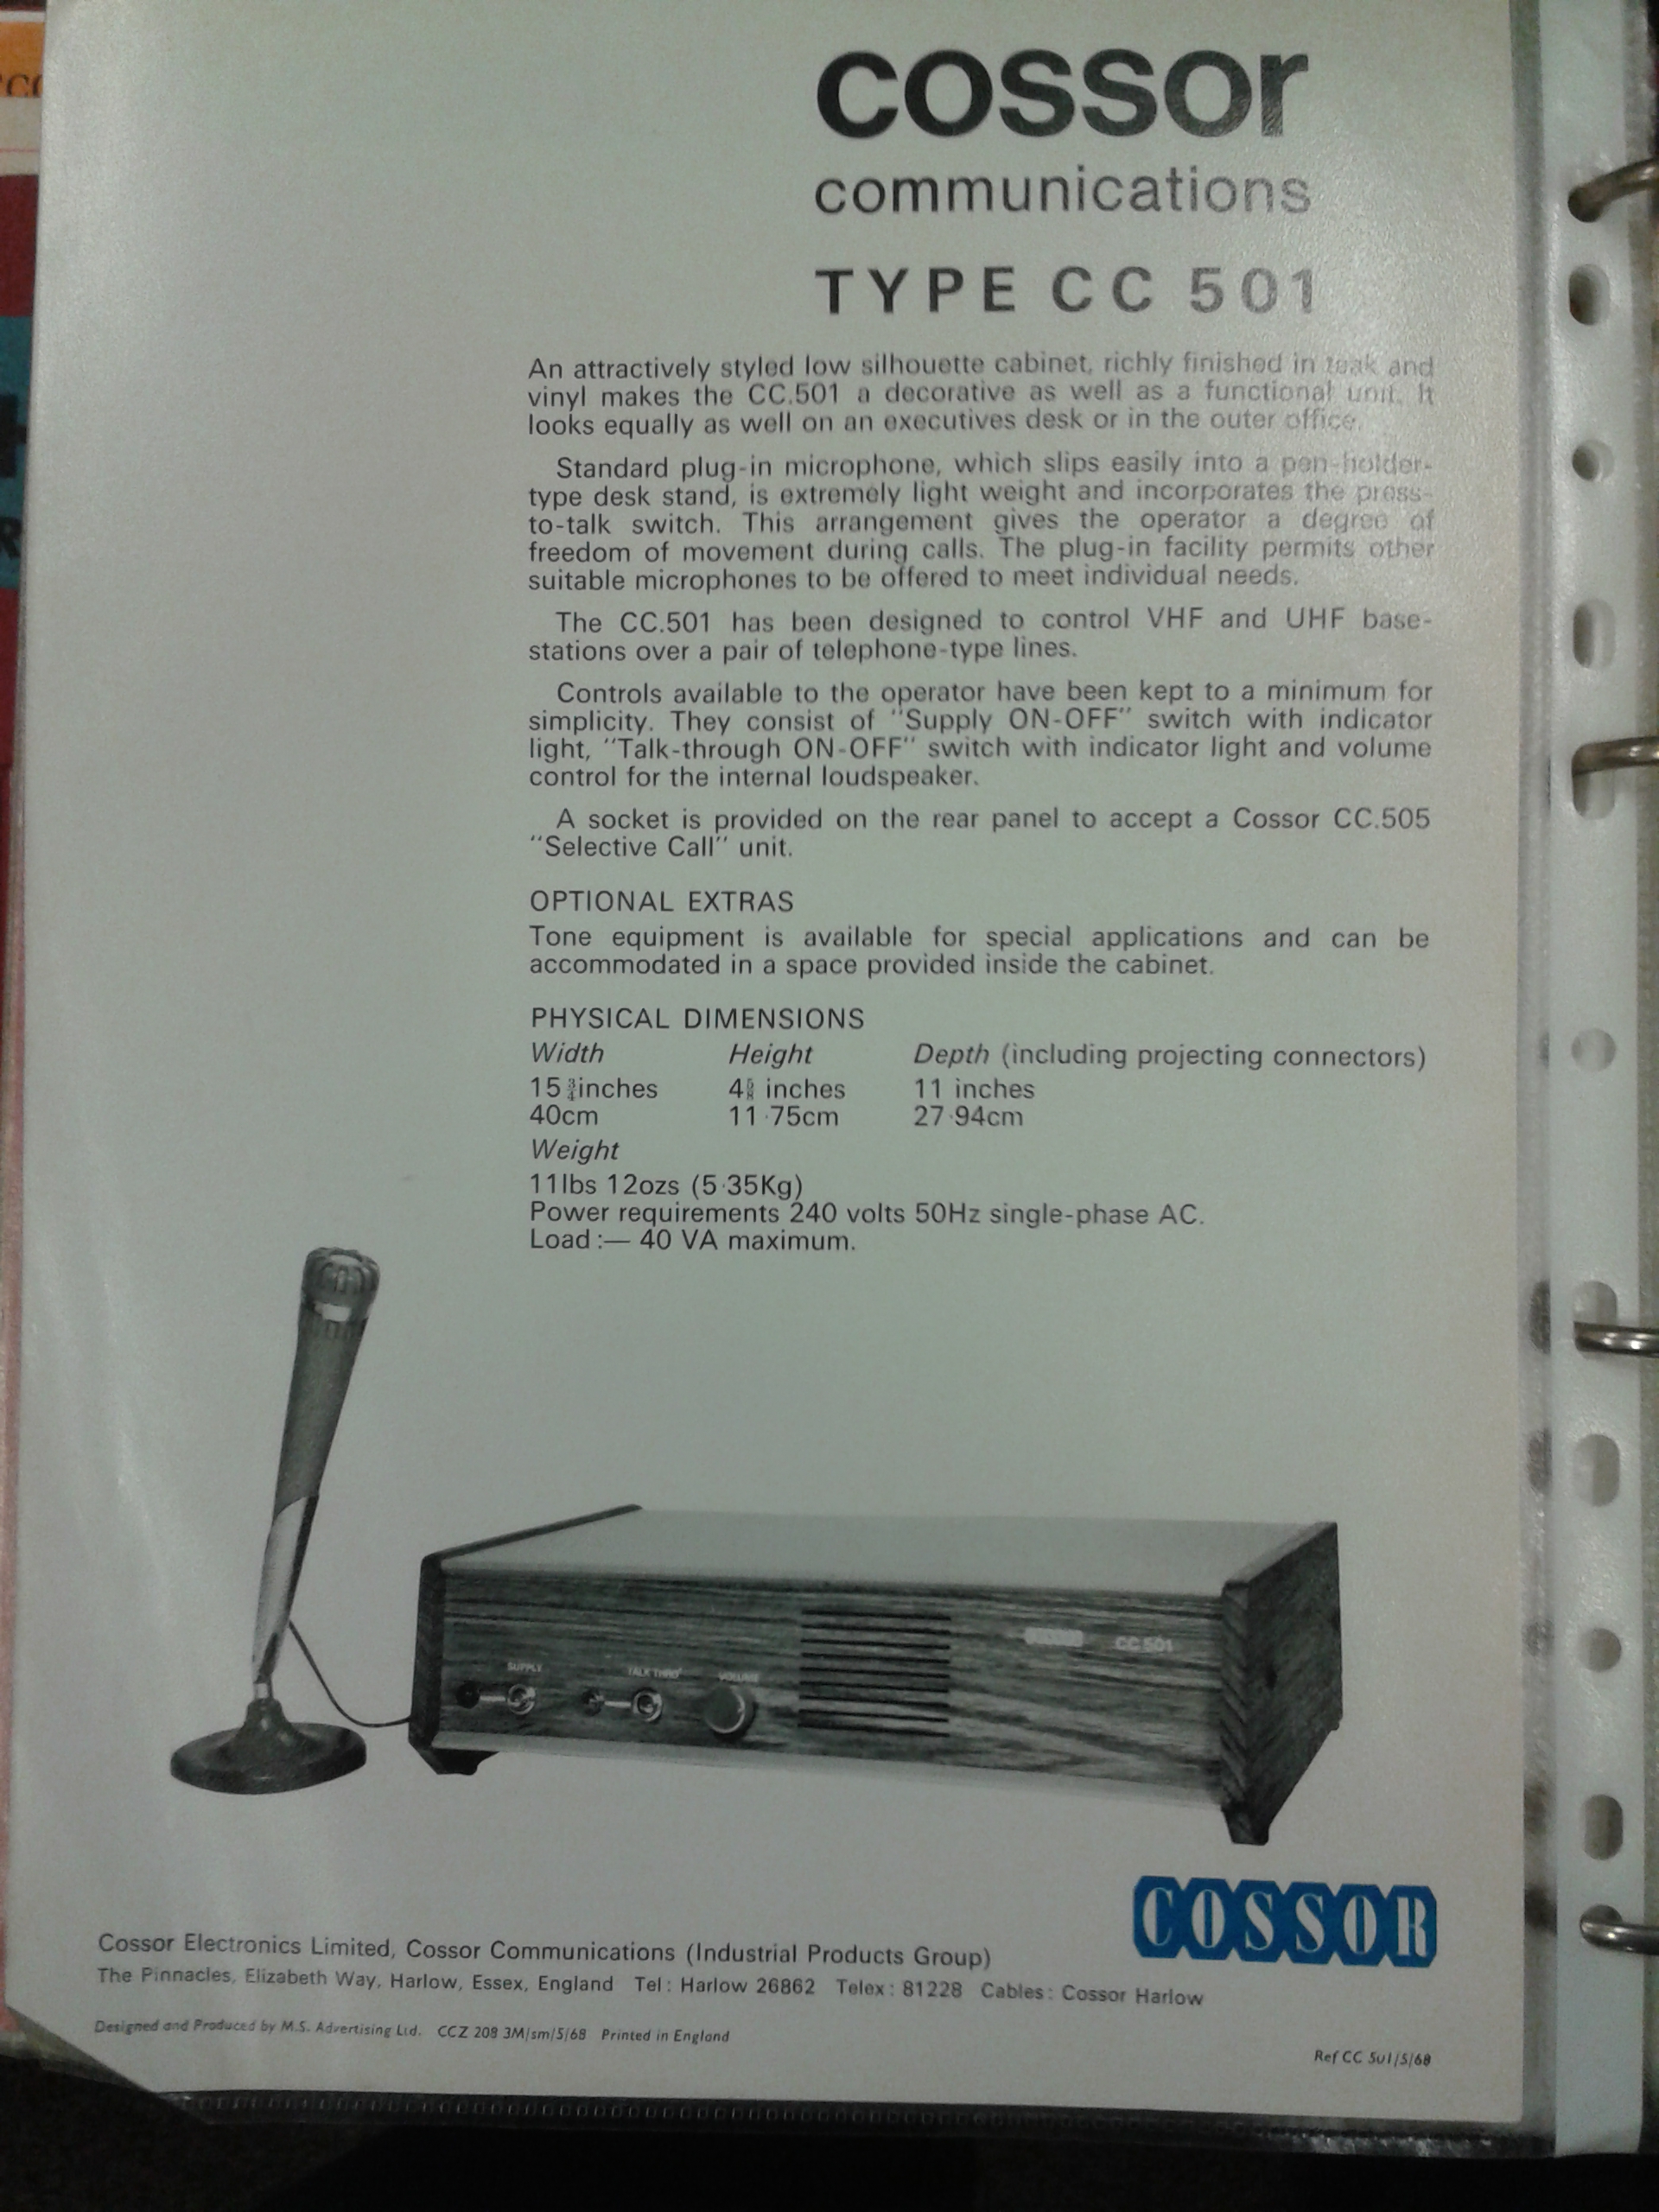 cossor
communications
TYPE CC 501
An attractively styled low silhouette cabinet, richly finished in teak and
vinyl makes the CC.501 a decorative as well as a functional unit. It
looks equally as well on an executives desk or in the outer office.
Standard plug-in microphone, which slips easily into a pen-holder-
type desk stand, is extremely light weight and incorporates the press-
to-talk switch. This arrangement gives the operator a degree of
freedom of movement during calls. The plug-in facility permits other
suitable microphones to be offered to meet individual needs.
The CC.501 has been designed to control VHF and UHF base-
stations over a pair of telephone-type lines.
Controls available to the operator have been kept to a minimum for
simplicity. They consist of "Supply ON-OFF" switch with indicator
light, "Talk-through ON-OFF" switch with indicator light and volume
control for the internal loudspeaker.
A socket is provided on the rear panel to accept a Cossor CC.505
"Selective Call" unit.
OPTIONAL EXTRAS
Tone equipment is available for special applications and can be
accommodated in a space provided inside the cabinet.
PHYSICAL DIMENSIONS
Width Height Depth (including projecting connectors)
15¾inches 4⅝ inches 11 inches
40cm 11·75cm 27·94cm
Weight
11lbs 12ozs (5·35Kg)
Power requirements 240 volts 50Hz single-phase AC.
Load :— 40 VA maximum.
SUPPLY TALK THRO' VOLUME CC 501
COSSOR
Cossor Electronics Limited, Cossor Communications (Industrial Products Group)
The Pinnacles, Elizabeth Way, Harlow, Essex, England Tel: Harlow 26862 Telex: 81228 Cables: Cossor Harlow
Designed and Produced by M.S. Advertising Ltd. CCZ 208 3M/sm/5/68 Printed in England
Ref CC 501/5/68